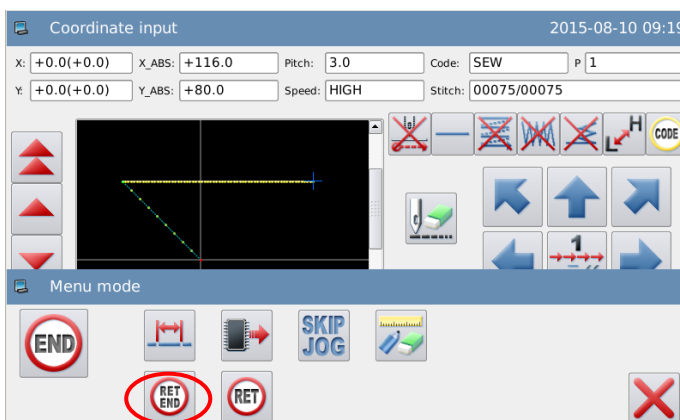 Coordinate input 2015-08-10 09:19
X: +0.0(+0.0) X_ABS: +116.0 Pitch: 3.0 Code: SEW P 1
Y: +0.0(+0.0) Y_ABS: +80.0 Speed: HIGH Stitch: 00075/00075
H
L
CODE
1
Menu mode
END
SKIP
JOG
RET
END
RET